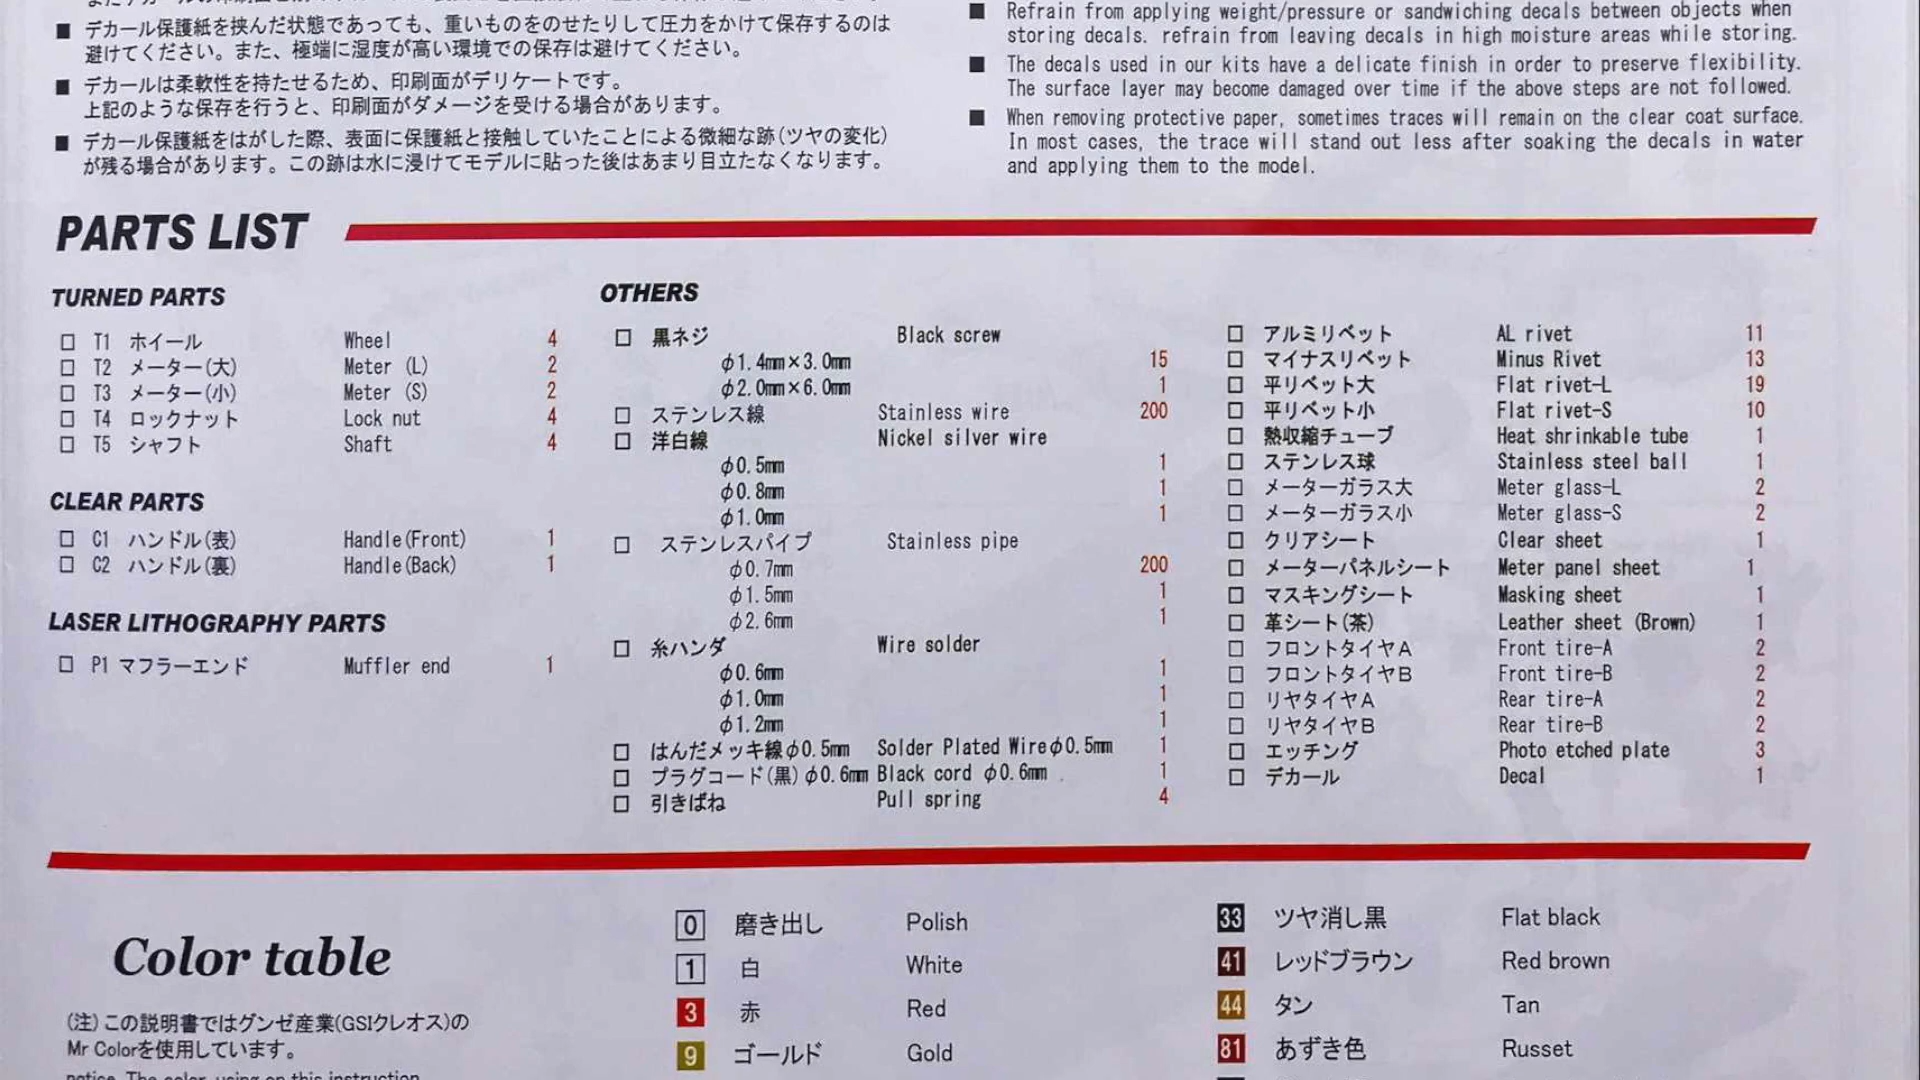 ■ デカール保護紙を挟んだ状態であっても、重いものをのせたりして圧力をかけて保存するのは
避けてください。また、極端に湿度が高い環境での保存は避けてください。
■ デカールは柔軟性を持たせるため、印刷面がデリケートです。
上記のような保存を行うと、印刷面がダメージを受ける場合があります。
■ デカール保護紙をはがした際、表面に保護紙と接触していたことによる微細な跡(ツヤの変化)
が残る場合があります。この跡は水に浸けてモデルに貼った後はあまり目立たなくなります。
■ Refrain from applying weight/pressure or sandwiching decals between objects when
storing decals. refrain from leaving decals in high moisture areas while storing.
■ The decals used in our kits have a delicate finish in order to preserve flexibility.
The surface layer may become damaged over time if the above steps are not followed.
■ When removing protective paper, sometimes traces will remain on the clear coat surface.
In most cases, the trace will stand out less after soaking the decals in water
and applying them to the model.
PARTS LIST
TURNED PARTS
□ T1 ホイール Wheel 4
□ T2 メーター(大) Meter (L) 2
□ T3 メーター(小) Meter (S) 2
□ T4 ロックナット Lock nut 4
□ T5 シャフト Shaft 4
CLEAR PARTS
□ C1 ハンドル(表) Handle(Front) 1
□ C2 ハンドル(裏) Handle(Back) 1
LASER LITHOGRAPHY PARTS
□ P1 マフラーエンド Muffler end 1
OTHERS
□ 黒ネジ Black screw
φ1.4mm×3.0mm 15
φ2.0mm×6.0mm 1
□ ステンレス線 Stainless wire 200
□ 洋白線 Nickel silver wire
φ0.5mm 1
φ0.8mm 1
φ1.0mm 1
□ ステンレスパイプ Stainless pipe
φ0.7mm 200
φ1.5mm 1
φ2.6mm 1
□ 糸ハンダ Wire solder
φ0.6mm 1
φ1.0mm 1
φ1.2mm 1
□ はんだメッキ線φ0.5mm Solder Plated Wireφ0.5mm 1
□ プラグコード(黒)φ0.6mm Black cord φ0.6mm 1
□ 引きばね Pull spring 4
□ アルミリベット AL rivet 11
□ マイナスリベット Minus Rivet 13
□ 平リベット大 Flat rivet-L 19
□ 平リベット小 Flat rivet-S 10
□ 熱収縮チューブ Heat shrinkable tube 1
□ ステンレス球 Stainless steel ball 1
□ メーターガラス大 Meter glass-L 2
□ メーターガラス小 Meter glass-S 2
□ クリアシート Clear sheet 1
□ メーターパネルシート Meter panel sheet 1
□ マスキングシート Masking sheet 1
□ 革シート(茶) Leather sheet (Brown) 1
□ フロントタイヤA Front tire-A 2
□ フロントタイヤB Front tire-B 2
□ リヤタイヤA Rear tire-A 2
□ リヤタイヤB Rear tire-B 2
□ エッチング Photo etched plate 3
□ デカール Decal 1
Color table
(注)この説明書ではグンゼ産業(GSIクレオス)の
Mr Colorを使用しています。
notice. The color using on this instruction
0 磨き出し Polish
1 白 White
3 赤 Red
9 ゴールド Gold
33 ツヤ消し黒 Flat black
41 レッドブラウン Red brown
44 タン Tan
81 あずき色 Russet